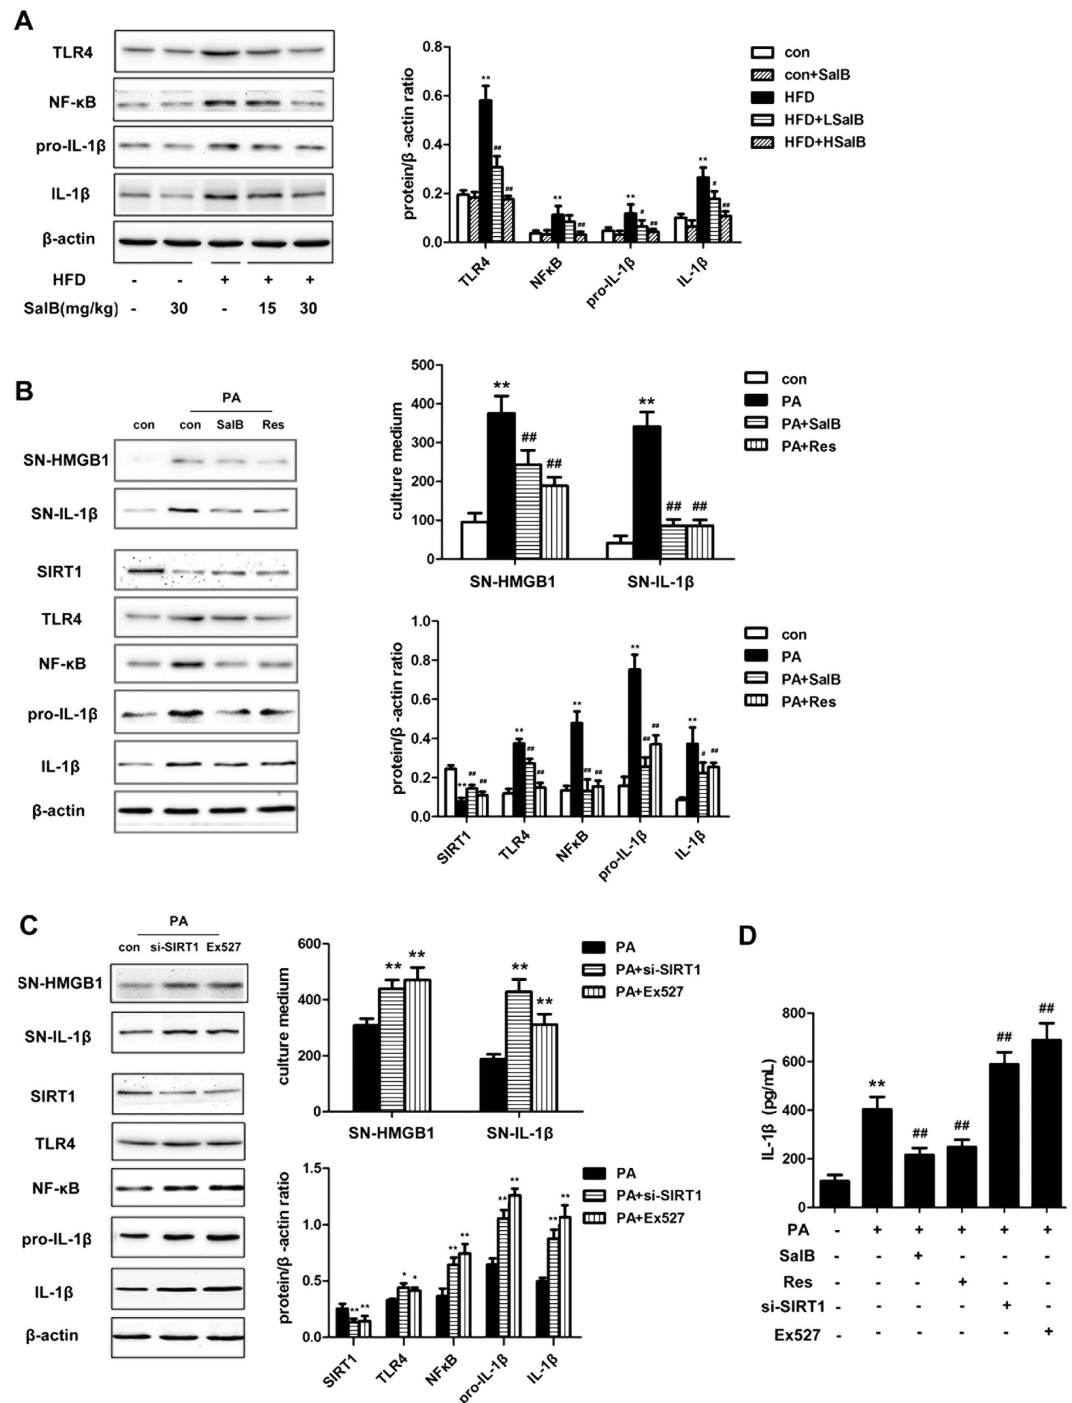 A
TLR4
NF-κB
pro-IL-1β
IL-1β
β-actin
HFD - - + + +
SalB(mg/kg) - 30 - 15 30
protein/β -actin ratio
0.8
0.6
0.4
0.2
0.0
** ## ##
** ##
** # ##
** # ##
TLR4 NFκB pro-IL-1β IL-1β
con
con+SalB
HFD
HFD+LSalB
HFD+HSalB
B
PA
con con SalB Res
SN-HMGB1
SN-IL-1β
SIRT1
TLR4
NF-κB
pro-IL-1β
IL-1β
β-actin
culture medium
500
400
300
200
100
0
** ## ##
** ## ##
SN-HMGB1 SN-IL-1β
con
PA
PA+SalB
PA+Res
protein/β -actin ratio
1.0
0.8
0.6
0.4
0.2
0.0
** ## ##
** ## ##
** ## ##
** ## ##
** # ##
SIRT1 TLR4 NFκB pro-IL-1β IL-1β
con
PA
PA+SalB
PA+Res
C
PA
con si-SIRT1 Ex527
SN-HMGB1
SN-IL-1β
SIRT1
TLR4
NF-κB
pro-IL-1β
IL-1β
β-actin
culture medium
600
400
200
0
** **
** **
SN-HMGB1 SN-IL-1β
PA
PA+si-SIRT1
PA+Ex527
protein/β -actin ratio
1.5
1.0
0.5
0.0
** **
* *
** **
** **
** **
SIRT1 TLR4 NFκB pro-IL-1β IL-1β
PA
PA+si-SIRT1
PA+Ex527
D
IL-1β (pg/mL)
800
600
400
200
0
** ## ## ## ##
PA - + + + + +
SalB - - + - - -
Res - - - + - -
si-SIRT1 - - - - + -
Ex527 - - - - - +